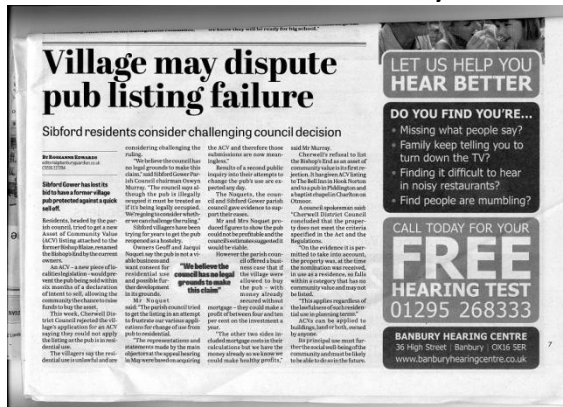 Village may dispute
pub listing failure
Sibford residents consider challenging council decision
BY ROSEANNE EDWARDS
Sibford Gower has lost its
bid to have a former village
pub protected against a quick
sell off.
Residents, headed by the par-
ish council, tried to get a new
Asset of Community Value
(ACV) listing attached to the
former Bishop Blaize, renamed
the Bishop's End by the current
owners.
An ACV – a new piece of lo-
calities legislation – would pre-
vent the pub being sold within
six months of a declaration
of intent to sell, allowing the
community the chance to raise
funds to buy the asset.
This week, Cherwell Dis-
trict Council rejected the vil-
lage's application for an ACV
saying they could not apply
the listing as the pub is in resi-
dential use.
The villagers say the resi-
dential use is unlawful and are
considering challenging the
ruling.
"We believe the council has
no legal grounds to make this
claim," said Sibford Gower Par-
ish Council chairman Oswyn
Murray. "The council says al-
though the pub is illegally
occupied it must be treated as
if it's being legally occupied.
We're going to consider wheth-
er we can challenge the ruling."
Sibford villagers have been
trying for years to get the pub
reopened as a hostelry.
Owners Geoff and Jacqui
Noquet say the pub is not a vi-
able business and
want consent for
residential use
and possible fur-
ther development
in its grounds.
Mr Noquet
said: "The parish council tried
to get the listing in an attempt
to frustrate our various appli-
cations for change of use from
pub to residential.
"The representations and
statements made by the main
objectors at the appeal hearing
in May were based on acquiring
"We believe the
council has no legal
grounds to make
this claim"
the ACV and therefore those
submissions are now mean-
ingless."
Results of a second public
inquiry into their attempts to
change the pub's use are ex-
pected any day.
The Noquets, the coun-
cil and Sibford Gower parish
council gave evidence to sup-
port their cases.
Mr and Mrs Noquet pro-
duced figures to show the pub
could not be profitable and the
council's estimates suggested it
would be viable.
However the parish coun-
cil offered a busi-
ness case that if
the village were
allowed to buy
the pub – with
money already
secured without
mortgage – they could make a
profit of between four and ten
per cent on the investment a
year.
"The other two sides in-
cluded mortgage costs in their
calculations but we have the
money already so we know we
could make healthy profits,"
said Mr Murray.
Cherwell's refusal to list
the Bishop's End as an asset of
community value is its first re-
jection. It has given ACV listing
to The Bell Inn in Hook Norton
and to a pub in Piddington and
a baptist chapel in Charlton on
Otmoor.
A council spokesman said:
"Cherwell District Council
concluded that the proper-
ty does not meet the criteria
specified in the Act and the
Regulations.
"On the evidence it is per-
mitted to take into account,
the property was, at the time
the nomination was received,
in use as a residence, so falls
within a category that has no
community value and may not
be listed.
"This applies regardless of
the lawfulness of such residen-
tial use in planning terms."
ACVs can be applied to
buildings, land or both, owned
by anyone.
Its principal use must fur-
ther the social well-being of the
community and must be likely
to be able to do so in the future.
LET US HELP YOU
HEAR BETTER
DO YOU FIND YOU'RE...
• Missing what people say?
• Family keep telling you to
turn down the TV?
• Finding it difficult to hear
in noisy restaurants?
• Find people are mumbling?
CALL TODAY FOR YOUR
FREE
HEARING TEST
01295 268333
BANBURY HEARING CENTRE
36 High Street | Banbury | OX16 5ER
www.banburyhearingcentre.co.uk
7